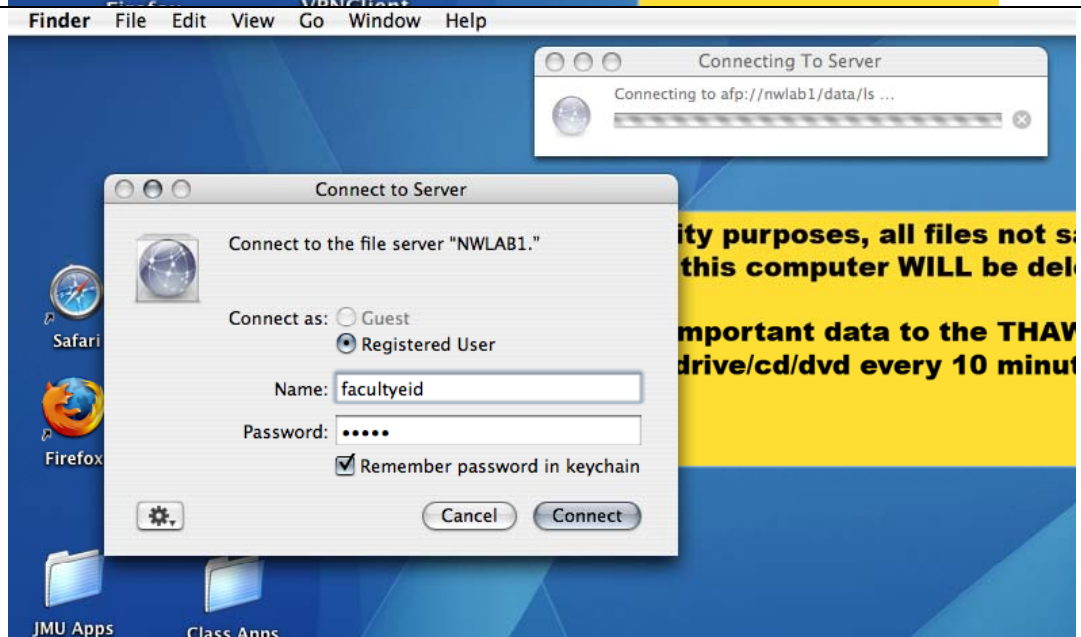 Firefox
VPNClient
Finder File Edit View Go Window Help
Connecting To Server
Connecting to afp://nwlab1/data/ls ...
Connect to Server
Connect to the file server "NWLAB1."
Connect as: Guest
Registered User
Name: facultyeid
Password: •••••
Remember password in keychain
Cancel Connect
ity purposes, all files not sa
this computer WILL be dele
mportant data to the THAW
drive/cd/dvd every 10 minut
Safari
Firefox
JMU Apps
Class Apps